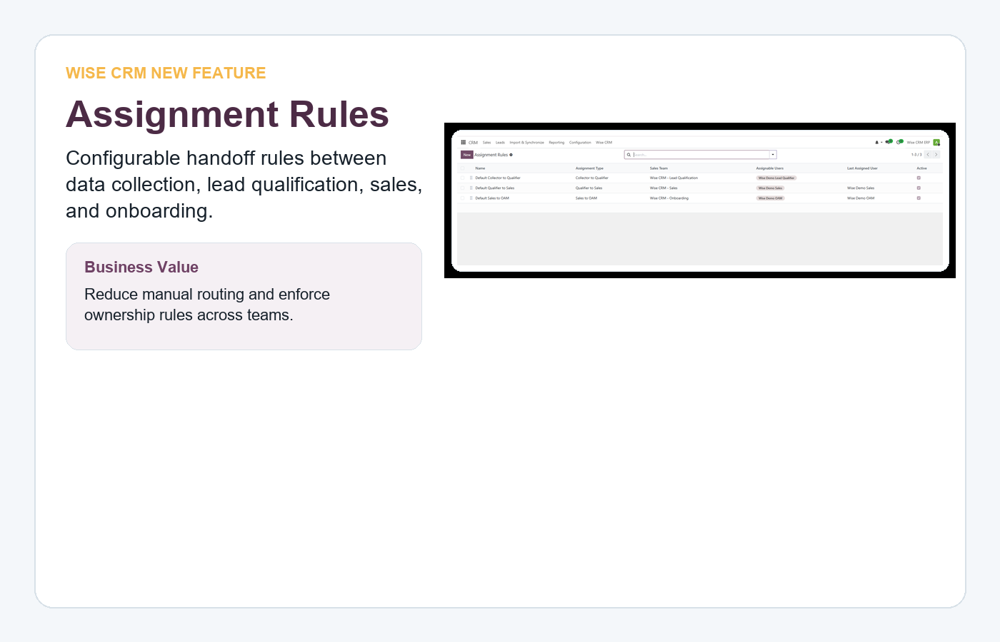 WISE CRM NEW FEATURE
Assignment Rules
Configurable handoff rules between
data collection, lead qualification, sales,
and onboarding.
Business Value
Reduce manual routing and enforce
ownership rules across teams.
CRM Sales Leads Import & Synchronize Reporting Configuration Wise CRM Wise CRM ERP A
New Assignment Rules Search... 1-3 / 3
Name Assignment Type Sales Team Assignable Users Last Assigned User Active
Default Collector to Qualifier Collector to Qualifier Wise CRM - Lead Qualification Wise Demo Lead Qualifier
Default Qualifier to Sales Qualifier to Sales Wise CRM - Sales Wise Demo Sales Wise Demo Sales
Default Sales to OAM Sales to OAM Wise CRM - Onboarding Wise Demo OAM Wise Demo OAM